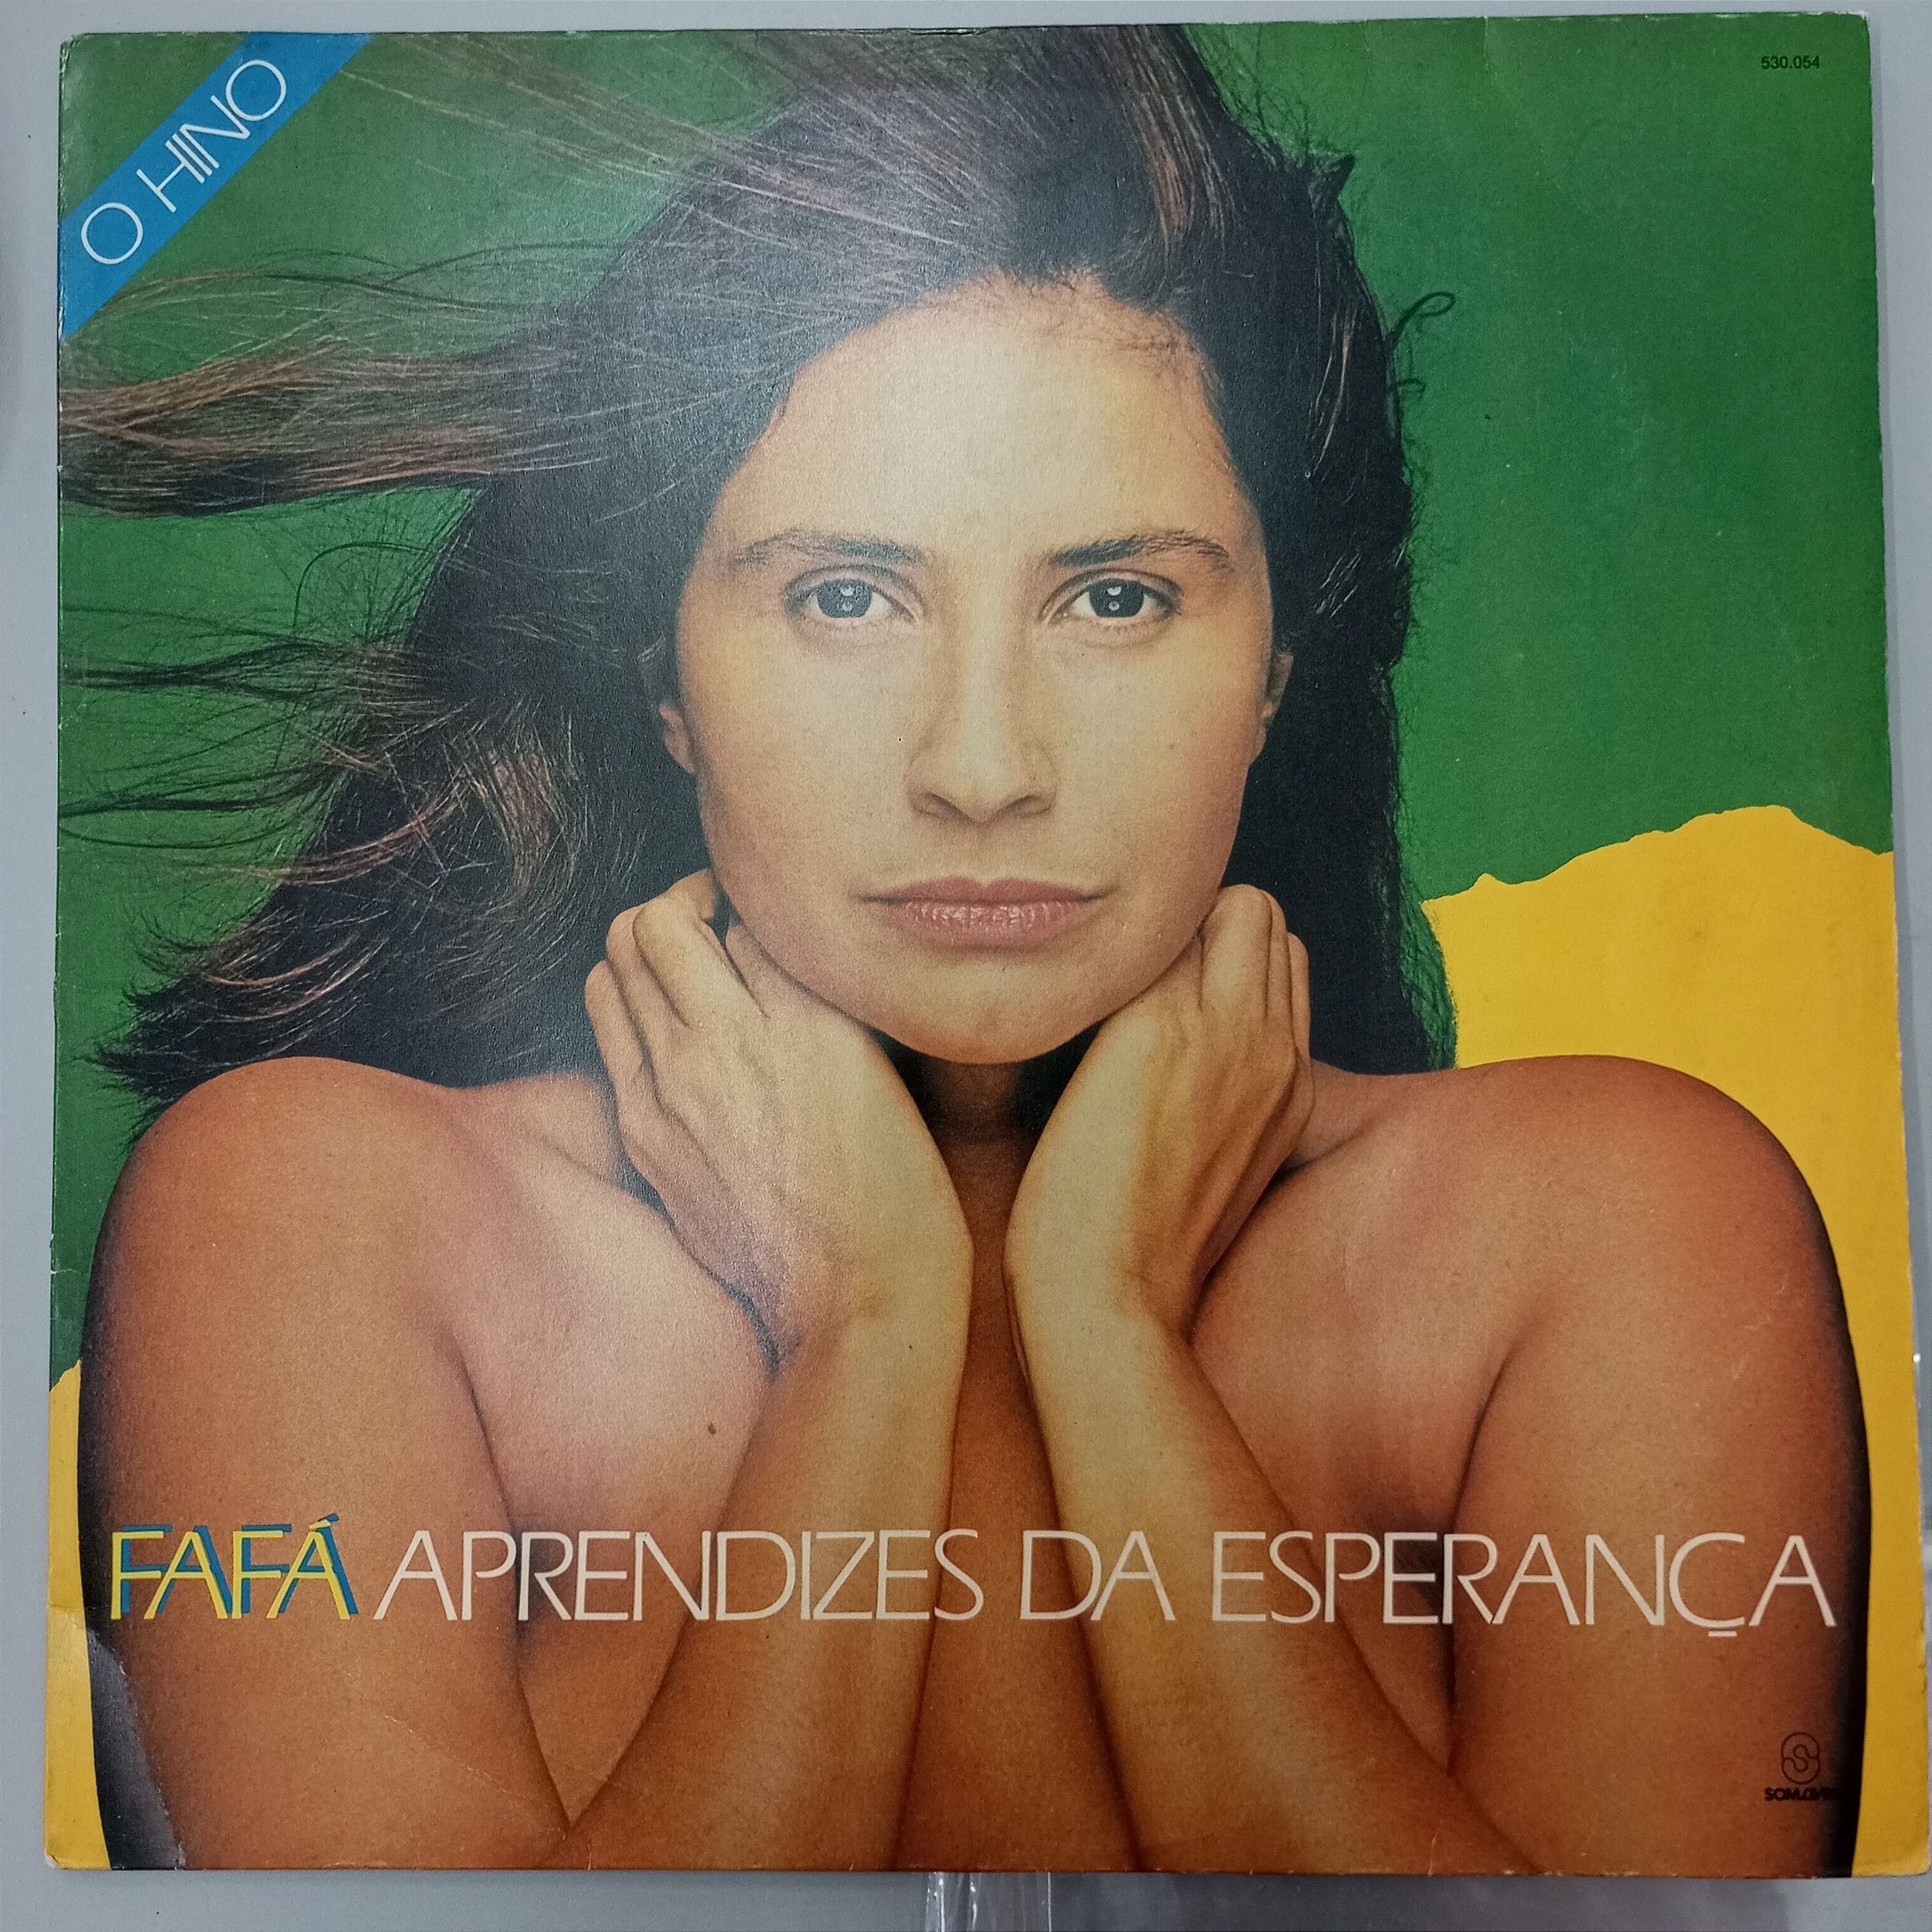 O HINO
530.054
FAFÁ APRENDIZES DA ESPERANÇA